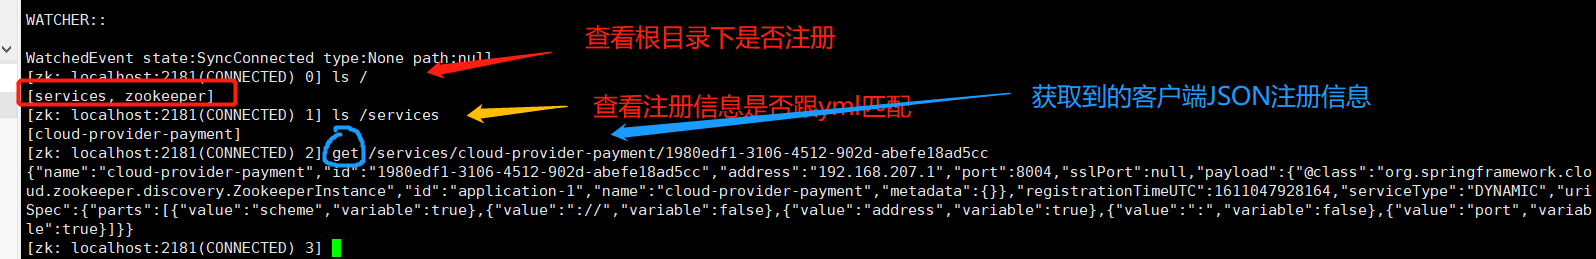 WATCHER::
查看根目录下是否注册
WatchedEvent state:SyncConnected type:None path:null
[zk: localhost:2181(CONNECTED) 0] ls /
[services, zookeeper]
查看注册信息是否跟yml匹配
获取到的客户端JSON注册信息
[zk: localhost:2181(CONNECTED) 1] ls /services
[cloud-provider-payment]
[zk: localhost:2181(CONNECTED) 2] get /services/cloud-provider-payment/1980edf1-3106-4512-902d-abefe18ad5cc
{"name":"cloud-provider-payment","id":"1980edf1-3106-4512-902d-abefe18ad5cc","address":"192.168.207.1","port":8004,"sslPort":null,"payload":{"@class":"org.springframework.clo
ud.zookeeper.discovery.ZookeeperInstance","id":"application-1","name":"cloud-provider-payment","metadata":{}},"registrationTimeUTC":1611047928164,"serviceType":"DYNAMIC","uri
Spec":{"parts":[{"value":"scheme","variable":true},{"value":"://","variable":false},{"value":"address","variable":true},{"value":":","variable":false},{"value":"port","variab
le":true}]}}
[zk: localhost:2181(CONNECTED) 3]